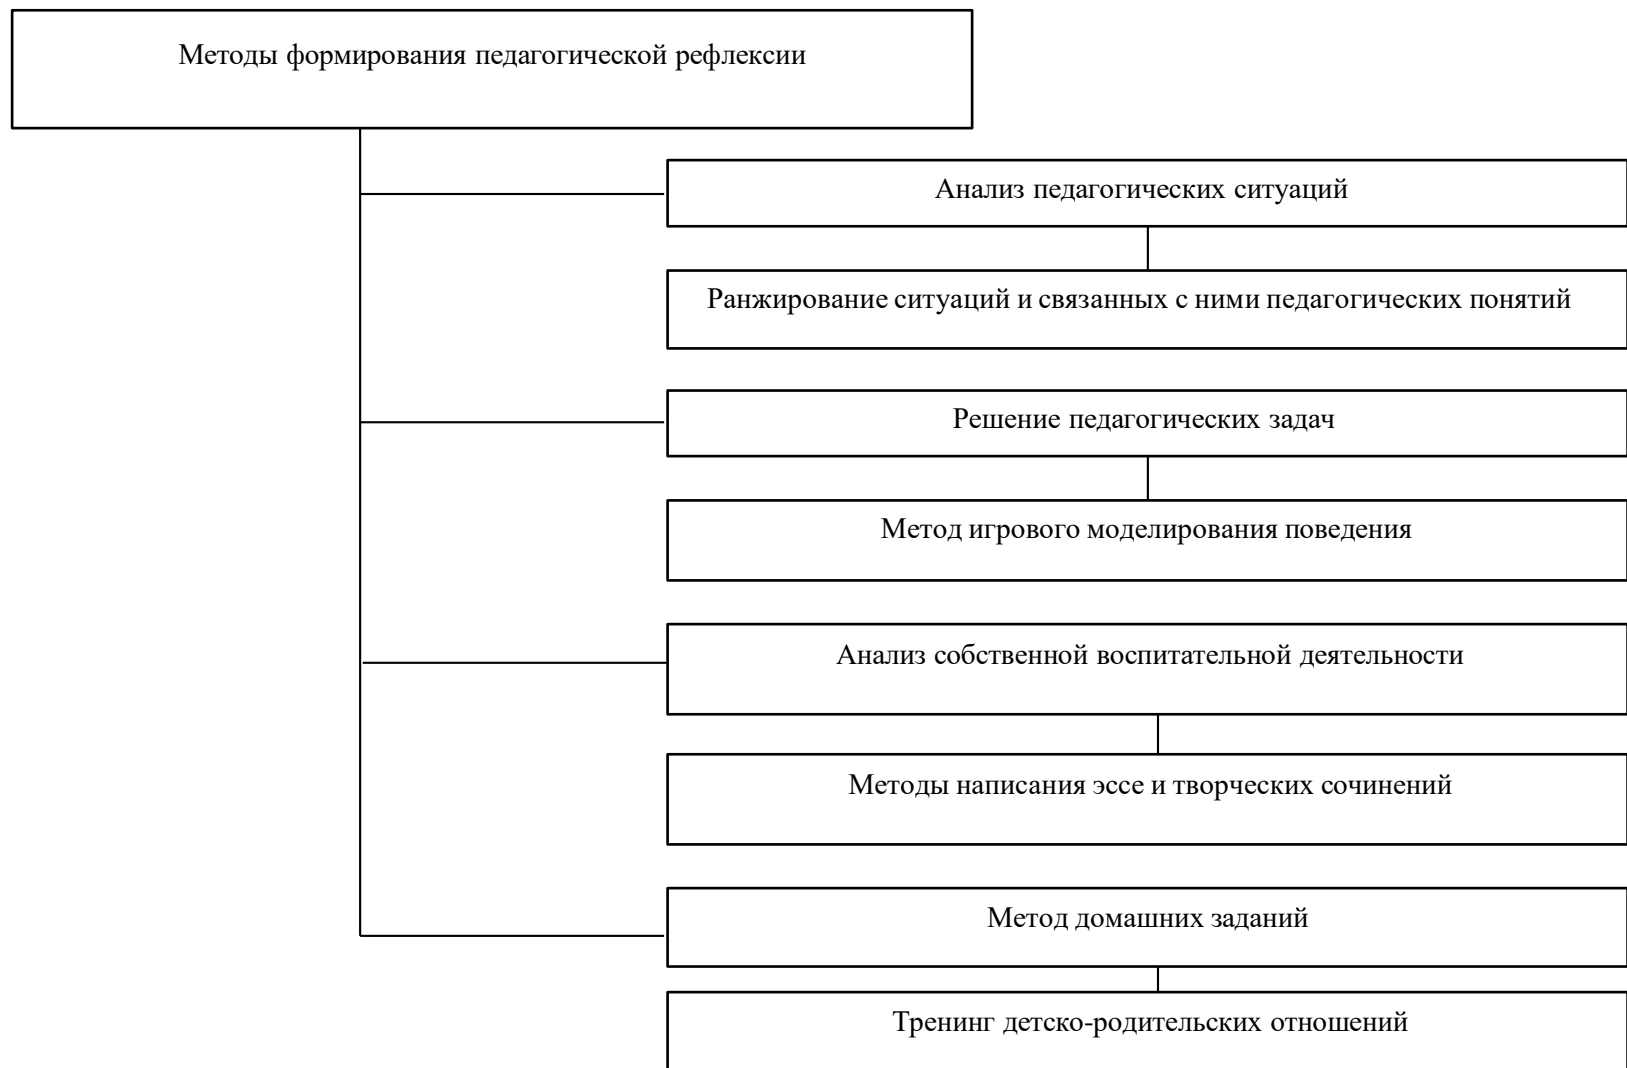 Методы формирования педагогической рефлексии
Анализ педагогических ситуаций
Ранжирование ситуаций и связанных с ними педагогических понятий
Решение педагогических задач
Метод игрового моделирования поведения
Анализ собственной воспитательной деятельности
Методы написания эссе и творческих сочинений
Метод домашних заданий
Тренинг детско-родительских отношений